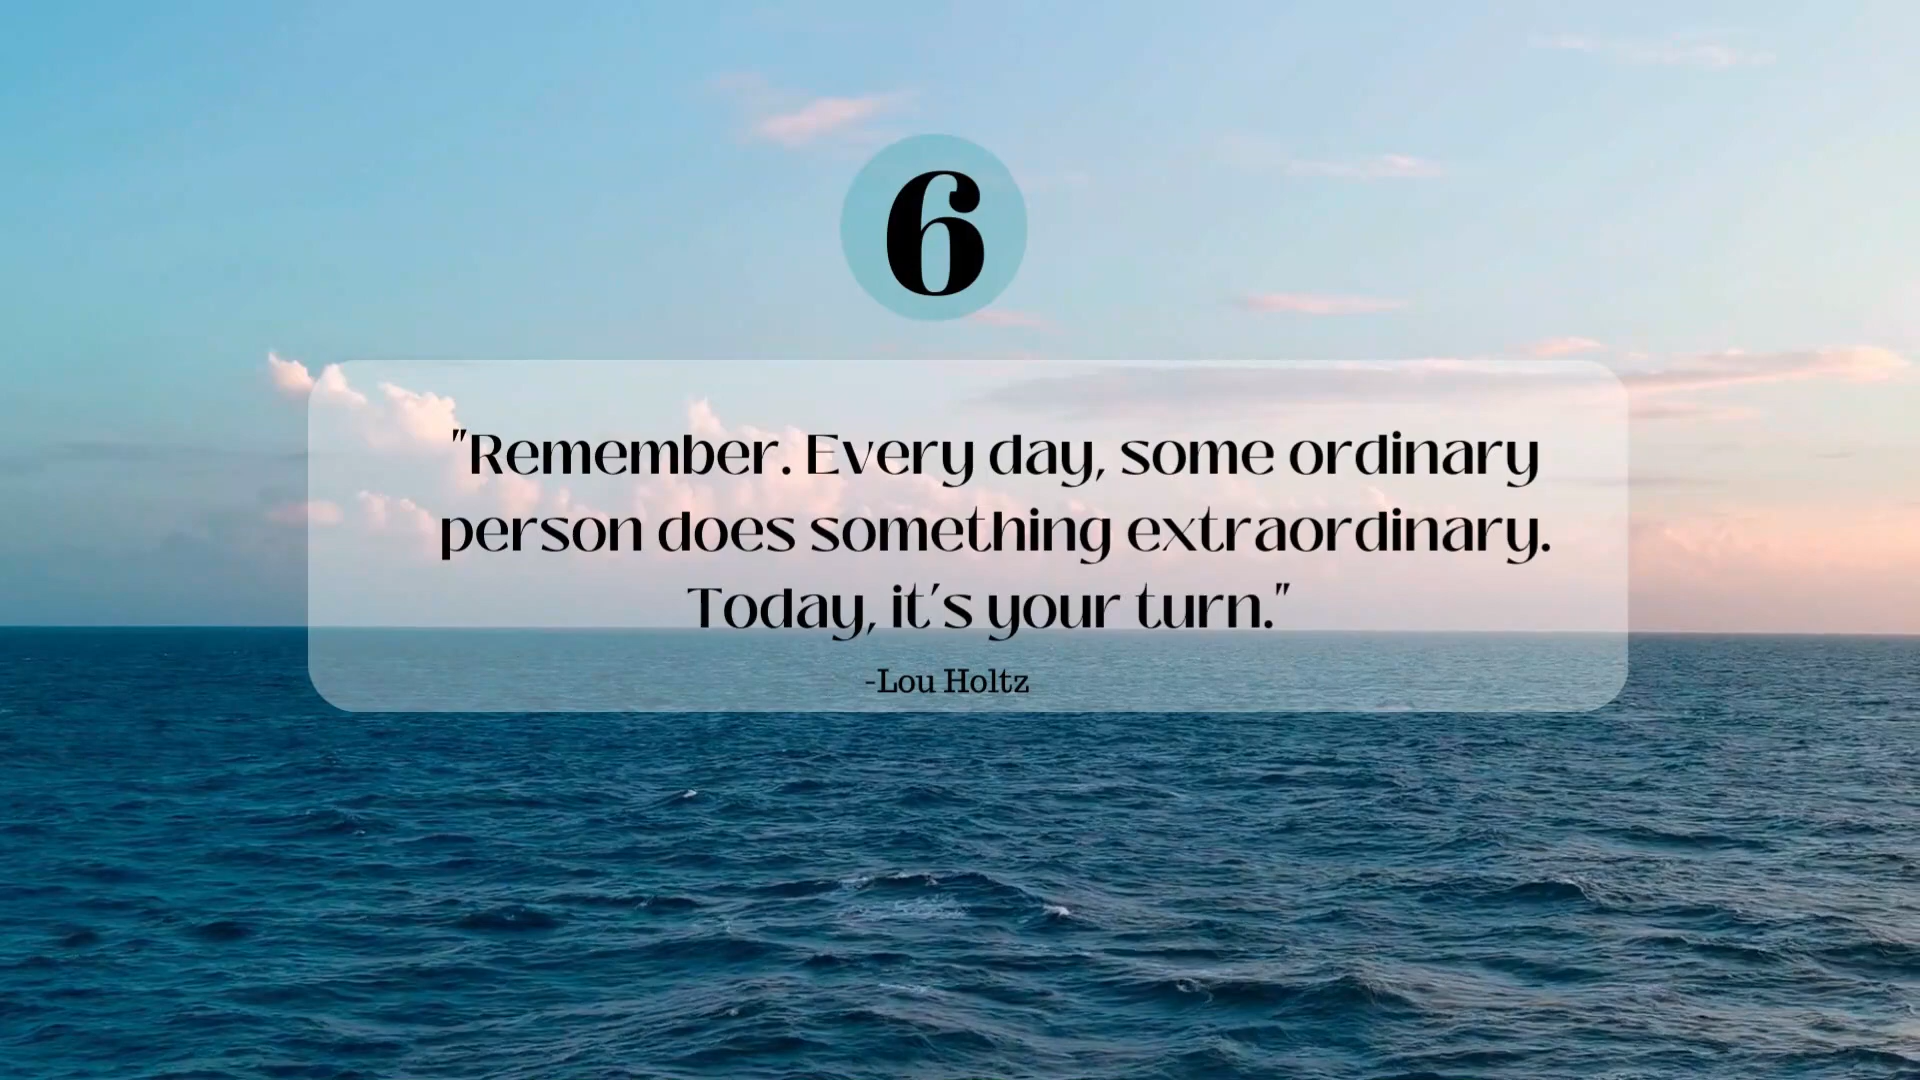 6
"Remember. Every day, some ordinary
person does something extraordinary.
Today, it's your turn."
-Lou Holtz